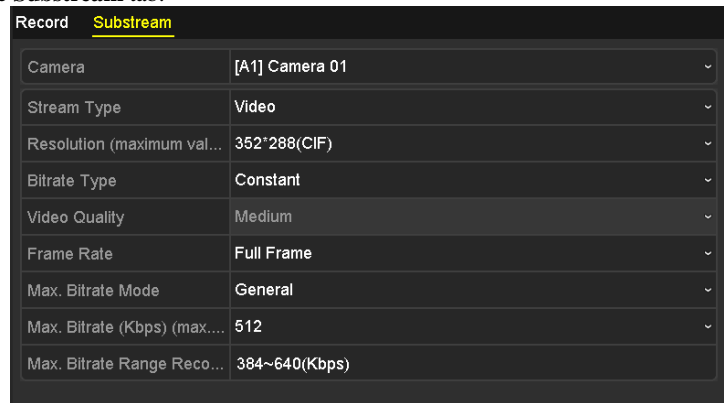 Substream tab.
Record Substream
Camera [A1] Camera 01
Stream Type Video
Resolution (maximum val... 352*288(CIF)
Bitrate Type Constant
Video Quality Medium
Frame Rate Full Frame
Max. Bitrate Mode General
Max. Bitrate (Kbps) (max.... 512
Max. Bitrate Range Reco... 384~640(Kbps)